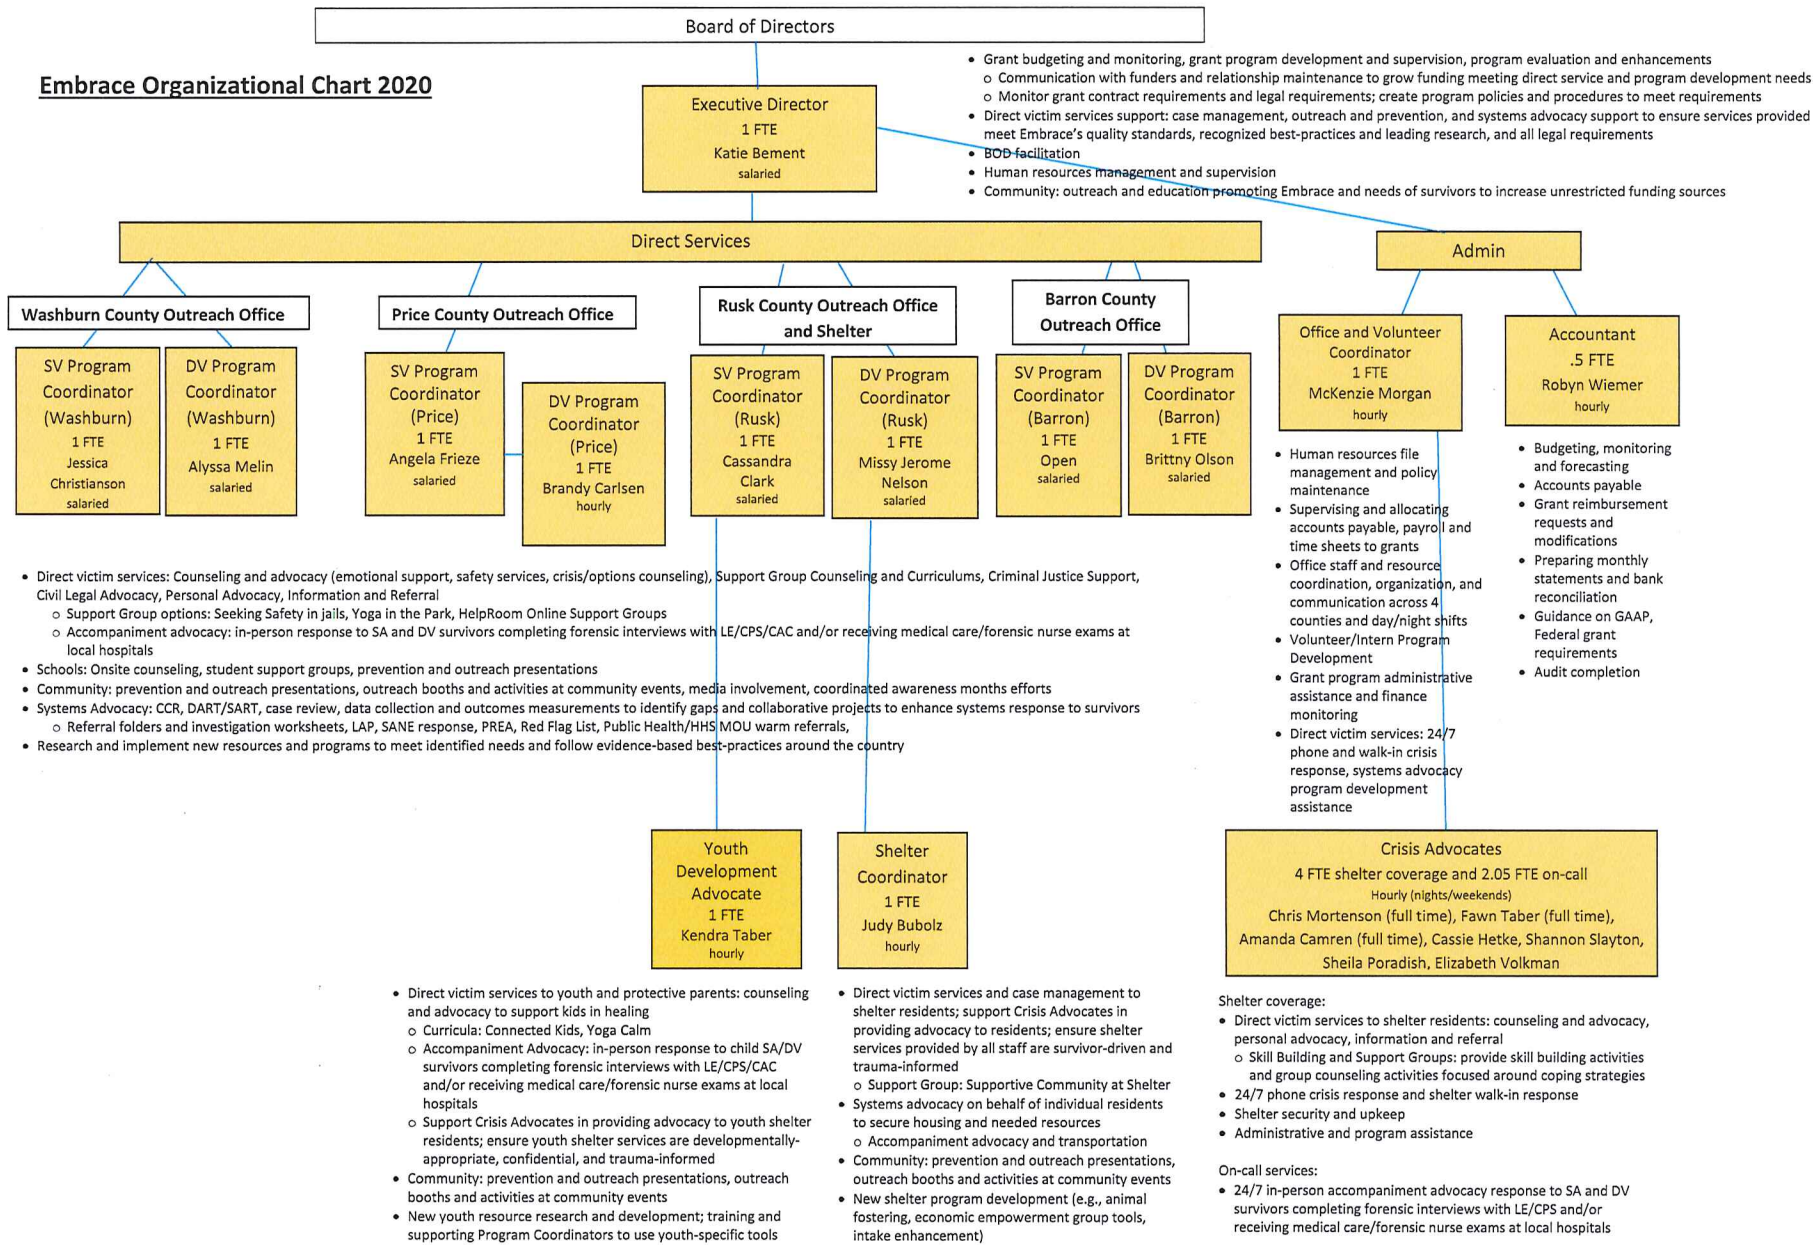 Board of Directors
Embrace Organizational Chart 2020
Executive Director
1 FTE
Katie Bement
salaried
• Grant budgeting and monitoring, grant program development and supervision, program evaluation and enhancements
o Communication with funders and relationship maintenance to grow funding meeting direct service and program development needs
o Monitor grant contract requirements and legal requirements; create program policies and procedures to meet requirements
• Direct victim services support: case management, outreach and prevention, and systems advocacy support to ensure services provided
meet Embrace's quality standards, recognized best-practices and leading research, and all legal requirements
• BOD facilitation
• Human resources management and supervision
• Community: outreach and education promoting Embrace and needs of survivors to increase unrestricted funding sources
Direct Services
Admin
Washburn County Outreach Office
Price County Outreach Office
Rusk County Outreach Office
and Shelter
Barron County
Outreach Office
SV Program
Coordinator
(Washburn)
1 FTE
Jessica
Christianson
salaried
DV Program
Coordinator
(Washburn)
1 FTE
Alyssa Melin
salaried
SV Program
Coordinator
(Price)
1 FTE
Angela Frieze
salaried
DV Program
Coordinator
(Price)
1 FTE
Brandy Carlsen
hourly
SV Program
Coordinator
(Rusk)
1 FTE
Cassandra
Clark
salaried
DV Program
Coordinator
(Rusk)
1 FTE
Missy Jerome
Nelson
salaried
SV Program
Coordinator
(Barron)
1 FTE
Open
salaried
DV Program
Coordinator
(Barron)
1 FTE
Brittny Olson
salaried
Office and Volunteer
Coordinator
1 FTE
McKenzie Morgan
hourly
Accountant
.5 FTE
Robyn Wiemer
hourly
• Human resources file
management and policy
maintenance
• Supervising and allocating
accounts payable, payroll and
time sheets to grants
• Office staff and resource
coordination, organization, and
communication across 4
counties and day/night shifts
• Volunteer/Intern Program
Development
• Grant program administrative
assistance and finance
monitoring
• Direct victim services: 24/7
phone and walk-in crisis
response, systems advocacy
program development
assistance
• Budgeting, monitoring
and forecasting
• Accounts payable
• Grant reimbursement
requests and
modifications
• Preparing monthly
statements and bank
reconciliation
• Guidance on GAAP,
Federal grant
requirements
• Audit completion
• Direct victim services: Counseling and advocacy (emotional support, safety services, crisis/options counseling), Support Group Counseling and Curriculums, Criminal Justice Support,
Civil Legal Advocacy, Personal Advocacy, Information and Referral
o Support Group options: Seeking Safety in jails, Yoga in the Park, HelpRoom Online Support Groups
o Accompaniment advocacy: in-person response to SA and DV survivors completing forensic interviews with LE/CPS/CAC and/or receiving medical care/forensic nurse exams at
local hospitals
• Schools: Onsite counseling, student support groups, prevention and outreach presentations
• Community: prevention and outreach presentations, outreach booths and activities at community events, media involvement, coordinated awareness months efforts
• Systems Advocacy: CCR, DART/SART, case review, data collection and outcomes measurements to identify gaps and collaborative projects to enhance systems response to survivors
o Referral folders and investigation worksheets, LAP, SANE response, PREA, Red Flag List, Public Health/HHS MOU warm referrals,
• Research and implement new resources and programs to meet identified needs and follow evidence-based best-practices around the country
Youth
Development
Advocate
1 FTE
Kendra Taber
hourly
Shelter
Coordinator
1 FTE
Judy Bubolz
hourly
Crisis Advocates
4 FTE shelter coverage and 2.05 FTE on-call
Hourly (nights/weekends)
Chris Mortenson (full time), Fawn Taber (full time),
Amanda Camren (full time), Cassie Hetke, Shannon Slayton,
Sheila Poradish, Elizabeth Volkman
• Direct victim services to youth and protective parents: counseling
and advocacy to support kids in healing
o Curricula: Connected Kids, Yoga Calm
o Accompaniment Advocacy: in-person response to child SA/DV
survivors completing forensic interviews with LE/CPS/CAC
and/or receiving medical care/forensic nurse exams at local
hospitals
o Support Crisis Advocates in providing advocacy to youth shelter
residents; ensure youth shelter services are developmentally-
appropriate, confidential, and trauma-informed
• Community: prevention and outreach presentations, outreach
booths and activities at community events
• New youth resource research and development; training and
supporting Program Coordinators to use youth-specific tools
• Direct victim services and case management to
shelter residents; support Crisis Advocates in
providing advocacy to residents; ensure shelter
services provided by all staff are survivor-driven and
trauma-informed
o Support Group: Supportive Community at Shelter
• Systems advocacy on behalf of individual residents
to secure housing and needed resources
o Accompaniment advocacy and transportation
• Community: prevention and outreach presentations,
outreach booths and activities at community events
• New shelter program development (e.g., animal
fostering, economic empowerment group tools,
intake enhancement)
Shelter coverage:
• Direct victim services to shelter residents: counseling and advocacy,
personal advocacy, information and referral
o Skill Building and Support Groups: provide skill building activities
and group counseling activities focused around coping strategies
• 24/7 phone crisis response and shelter walk-in response
• Shelter security and upkeep
• Administrative and program assistance
On-call services:
• 24/7 in-person accompaniment advocacy response to SA and DV
survivors completing forensic interviews with LE/CPS and/or
receiving medical care/forensic nurse exams at local hospitals